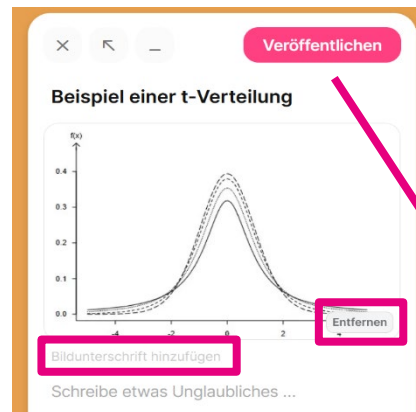 Veröffentlichen
Beispiel einer t-Verteilung
f(x)
0.4
0.3
0.2
0.1
0.0
-4 -2 0 2 4
Entfernen
Bildunterschrift hinzufügen
Schreibe etwas Unglaubliches ...